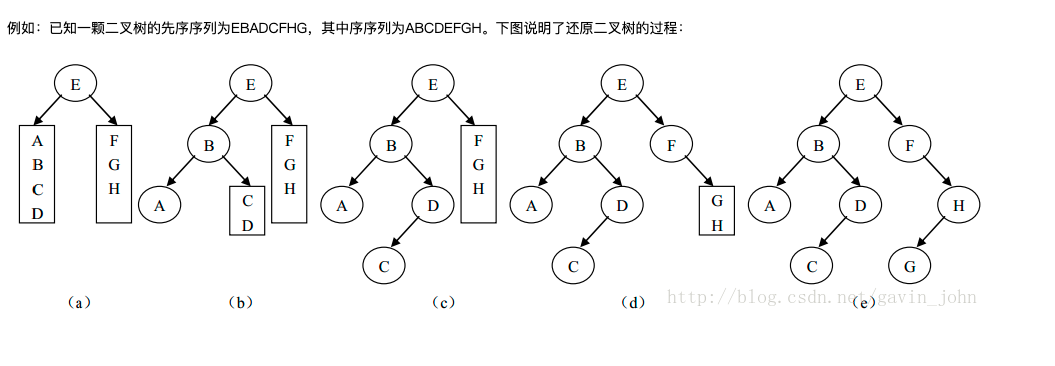 例如：已知一颗二叉树的先序序列为EBADCFHG，其中序序列为ABCDEFGH。下图说明了还原二叉树的过程：
E E E E E
A F B F B F B F B F
B G G G
C H A C H A D H A D G A D H
D D C C H C G
(a) (b) (c) (d) (e)
http://blog.csdn.net/gavin_john